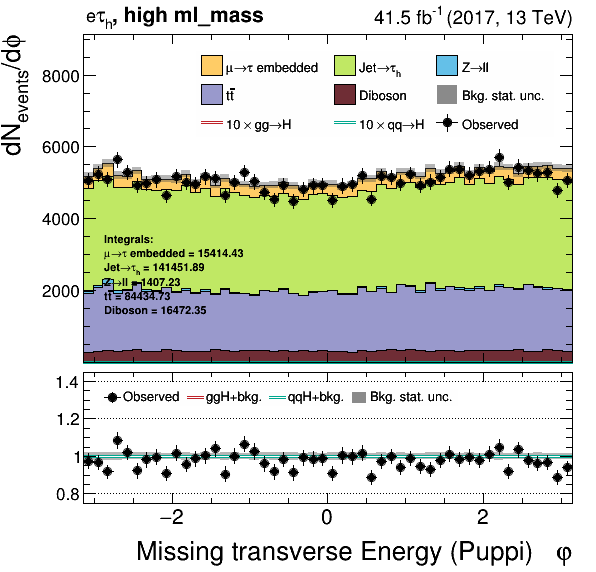 eτh, high ml_mass 41.5 fb-1 (2017, 13 TeV)
dNevents/dφ
8000
6000
4000
2000
μ→τ embedded Jet→τh Z→ll
tt̄ Diboson Bkg. stat. unc.
10 × gg→H 10 × qq→H Observed
Integrals:
μ→τ embedded = 15414.43
Jet→τh = 141451.89
Z→ll = 1407.23
tt̄ = 84434.73
Diboson = 16472.35
1.4
1.2
1
0.8
Observed ggH+bkg. qqH+bkg. Bkg. stat. unc.
−2 0 2
Missing transverse Energy (Puppi) φ